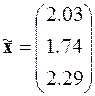 x̃ = (2.03
1.74
2.29)